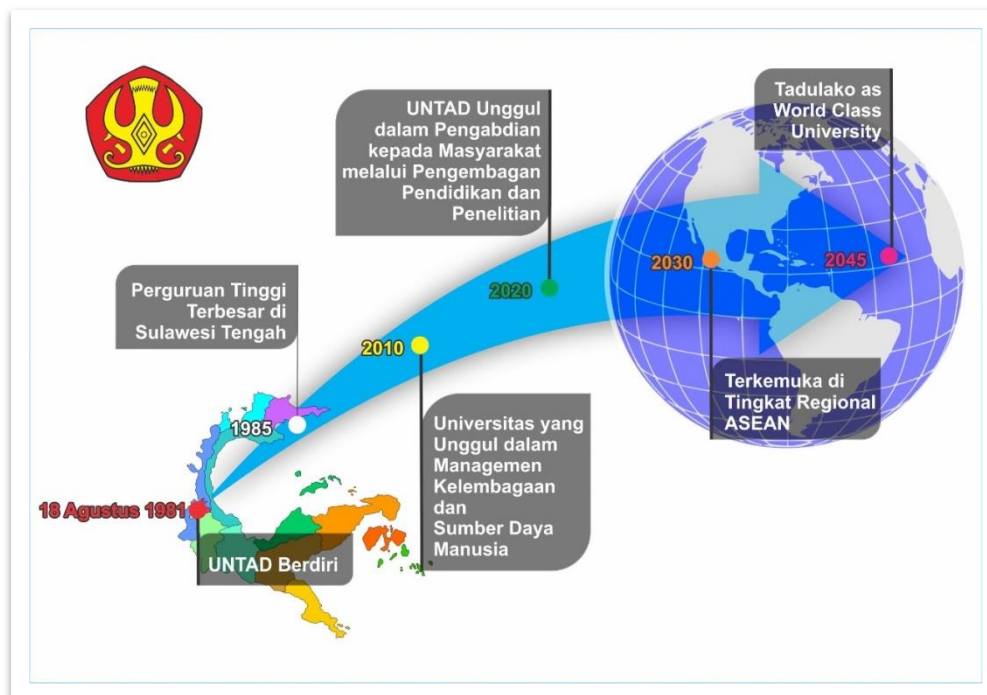 18 Agustus 1981
UNTAD Berdiri
1985
Perguruan Tinggi
Terbesar di
Sulawesi Tengah
2010
Universitas yang
Unggul dalam
Managemen
Kelembagaan
dan
Sumber Daya
Manusia
2020
UNTAD Unggul
dalam Pengabdian
kepada Masyarakat
melalui Pengembagan
Pendidikan dan
Penelitian
2030
Terkemuka di
Tingkat Regional
ASEAN
2045
Tadulako as
World Class
University